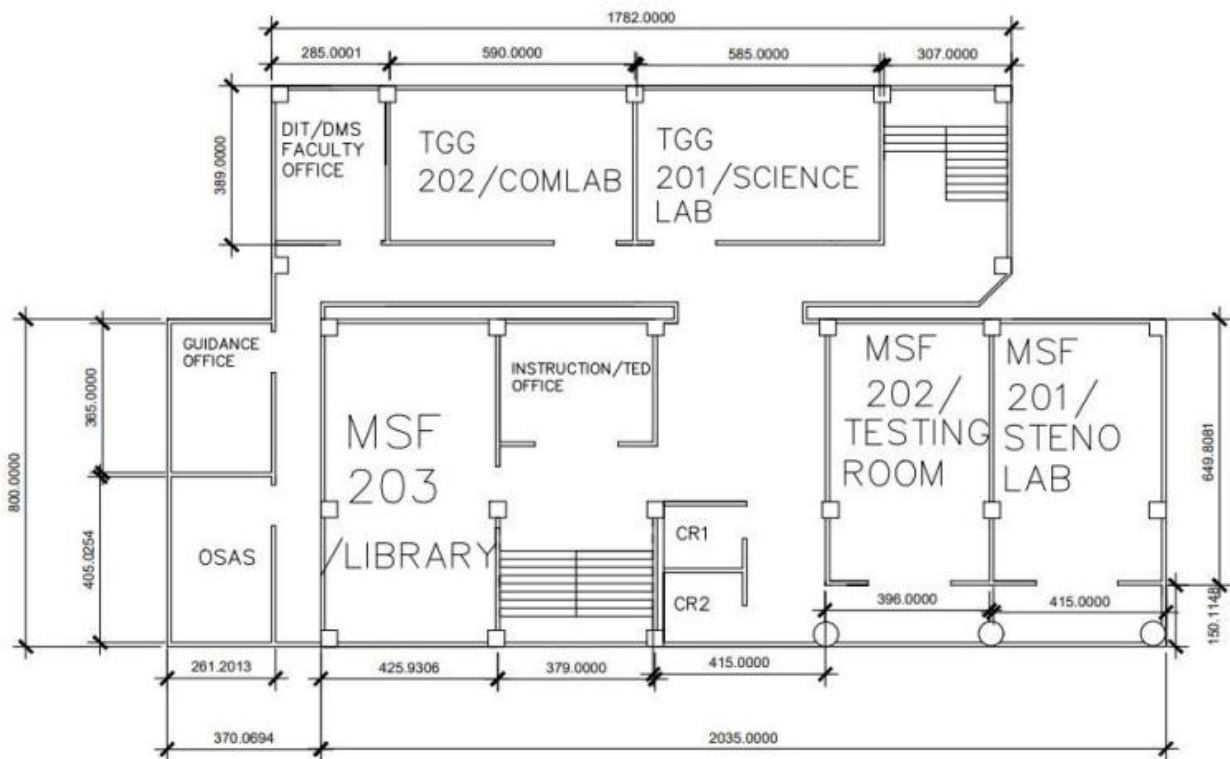 1782.0000
285.0001
590.0000
585.0000
307.0000
389.0000
DIT/DMS
FACULTY
OFFICE
TGG
202/COMLAB
TGG
201/SCIENCE
LAB
800.0000
365.0000
405.0254
GUIDANCE
OFFICE
OSAS
MSF
203
/LIBRARY
INSTRUCTION/TED
OFFICE
CR1
CR2
MSF
202/
TESTING
ROOM
MSF
201/
STENO
LAB
649.8081
150.1148
396.0000
415.0000
261.2013
425.9306
379.0000
415.0000
370.0694
2035.0000